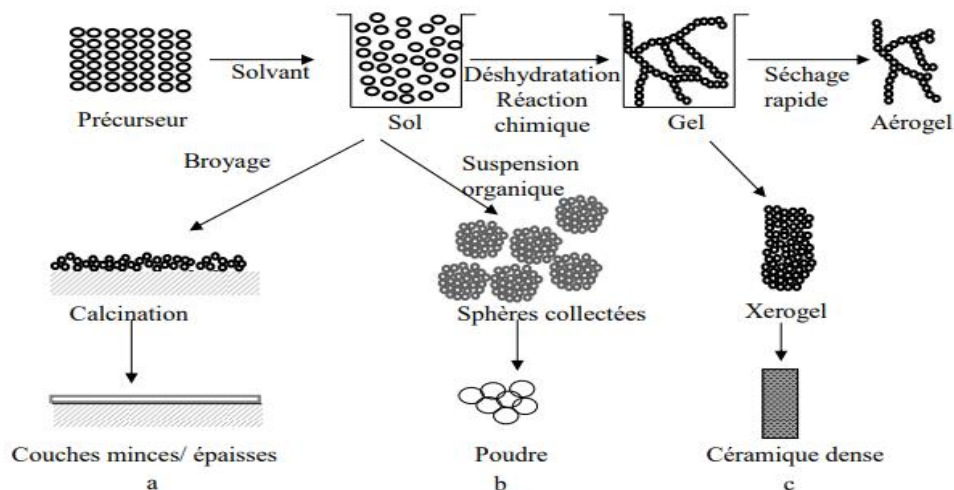 Solvant
Déshydratation
Réaction
chimique
Séchage
rapide
Précurseur
Sol
Gel
Aérogel
Broyage
Suspension
organique
Calcination
Sphères collectées
Xerogel
Couches minces/ épaisses
Poudre
Céramique dense
a
b
c